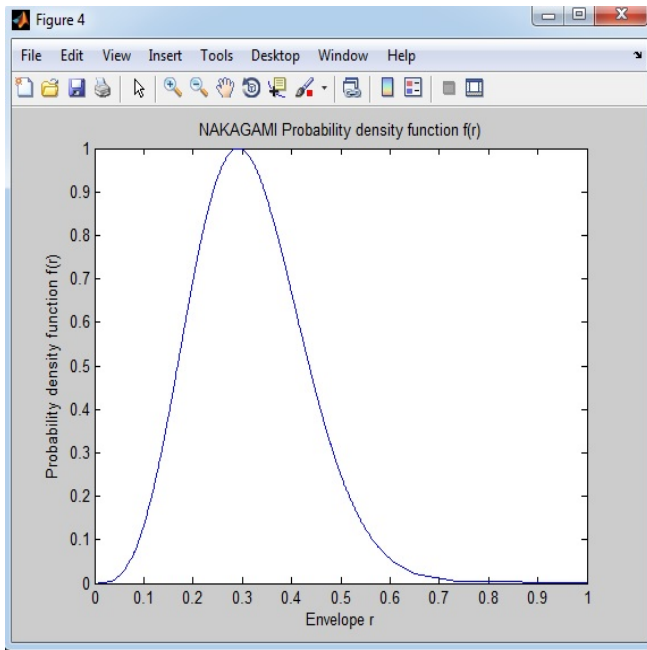 Figure 4
File Edit View Insert Tools Desktop Window Help
NAKAGAMI Probability density function f(r)
Probability density function f(r)
1
0.9
0.8
0.7
0.6
0.5
0.4
0.3
0.2
0.1
0
0 0.1 0.2 0.3 0.4 0.5 0.6 0.7 0.8 0.9 1
Envelope r